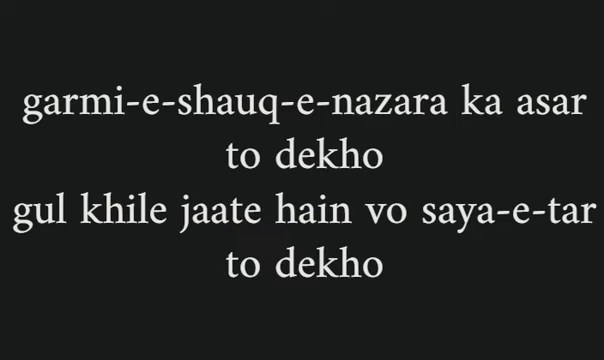 garmi-e-shauq-e-nazara ka asar
to dekho
gul khile jaate hain vo saya-e-tar
to dekho